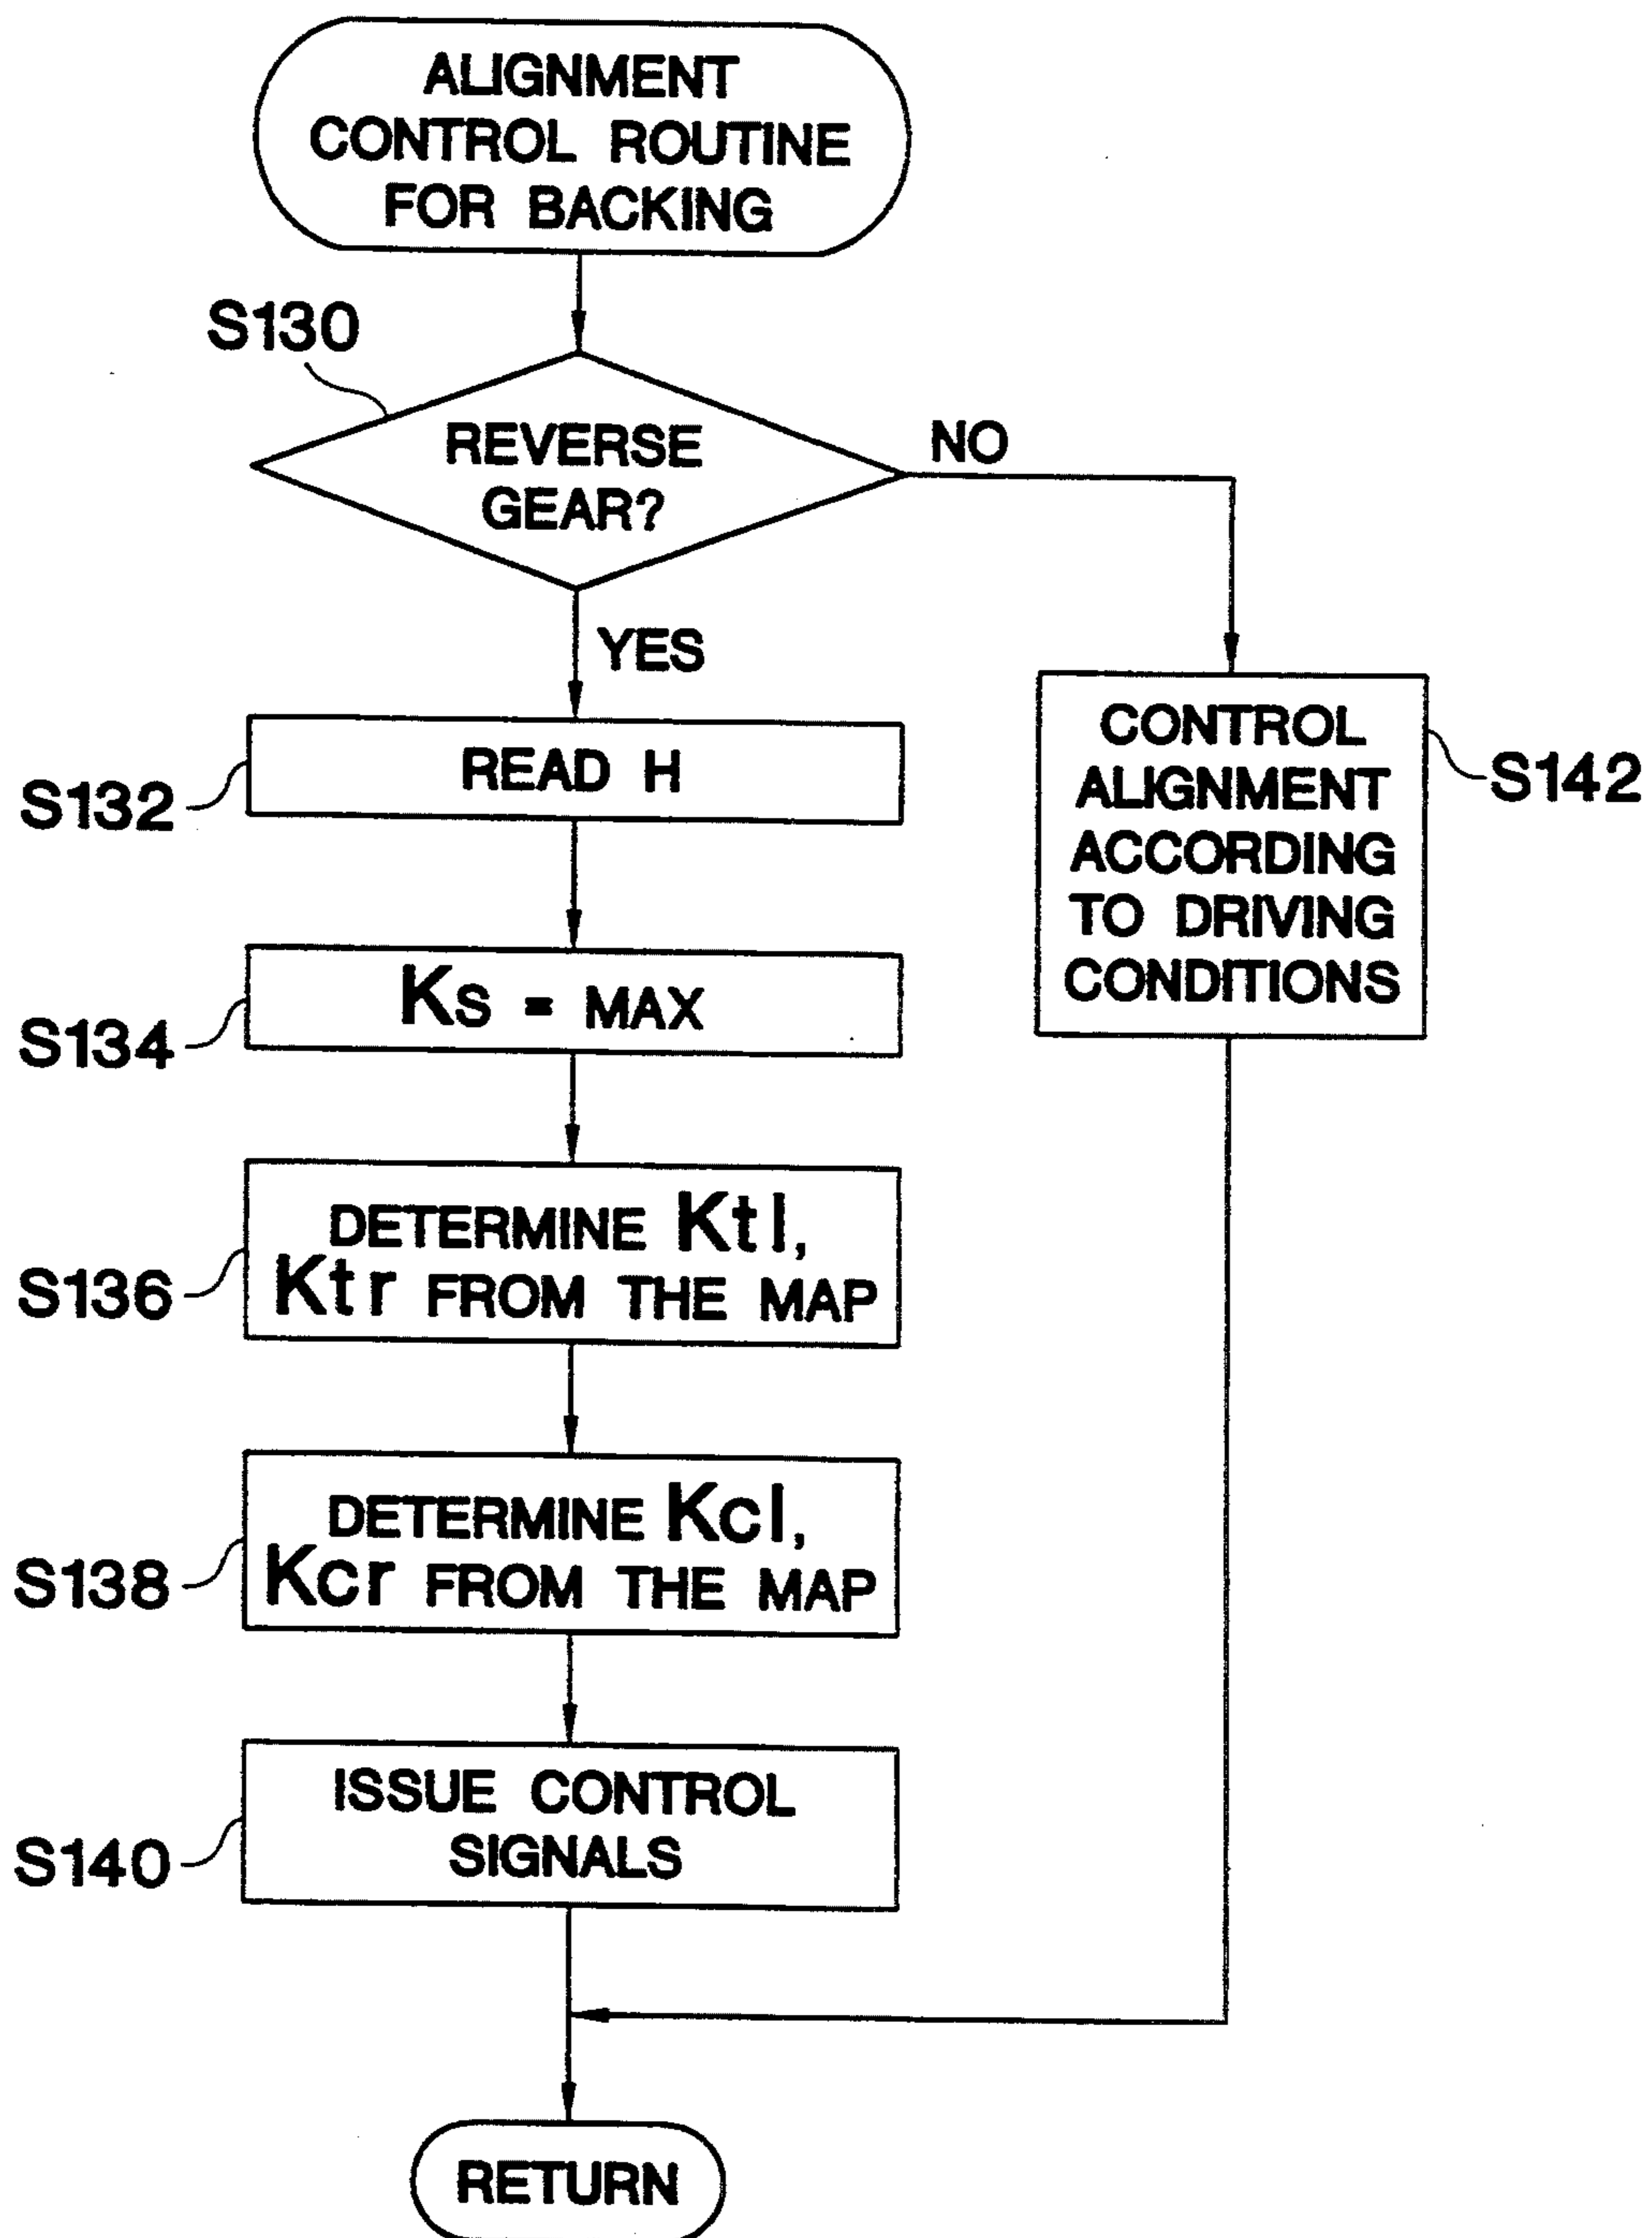 ALIGNMENT
CONTROL ROUTINE
FOR BACKING
S130
REVERSE
GEAR?
NO
YES
S132
READ H
CONTROL
ALIGNMENT
ACCORDING
TO DRIVING
CONDITIONS
S142
S134
Ks = MAX
S136
DETERMINE Ktl,
Ktr FROM THE MAP
S138
DETERMINE Kcl,
Kcr FROM THE MAP
S140
ISSUE CONTROL
SIGNALS
RETURN